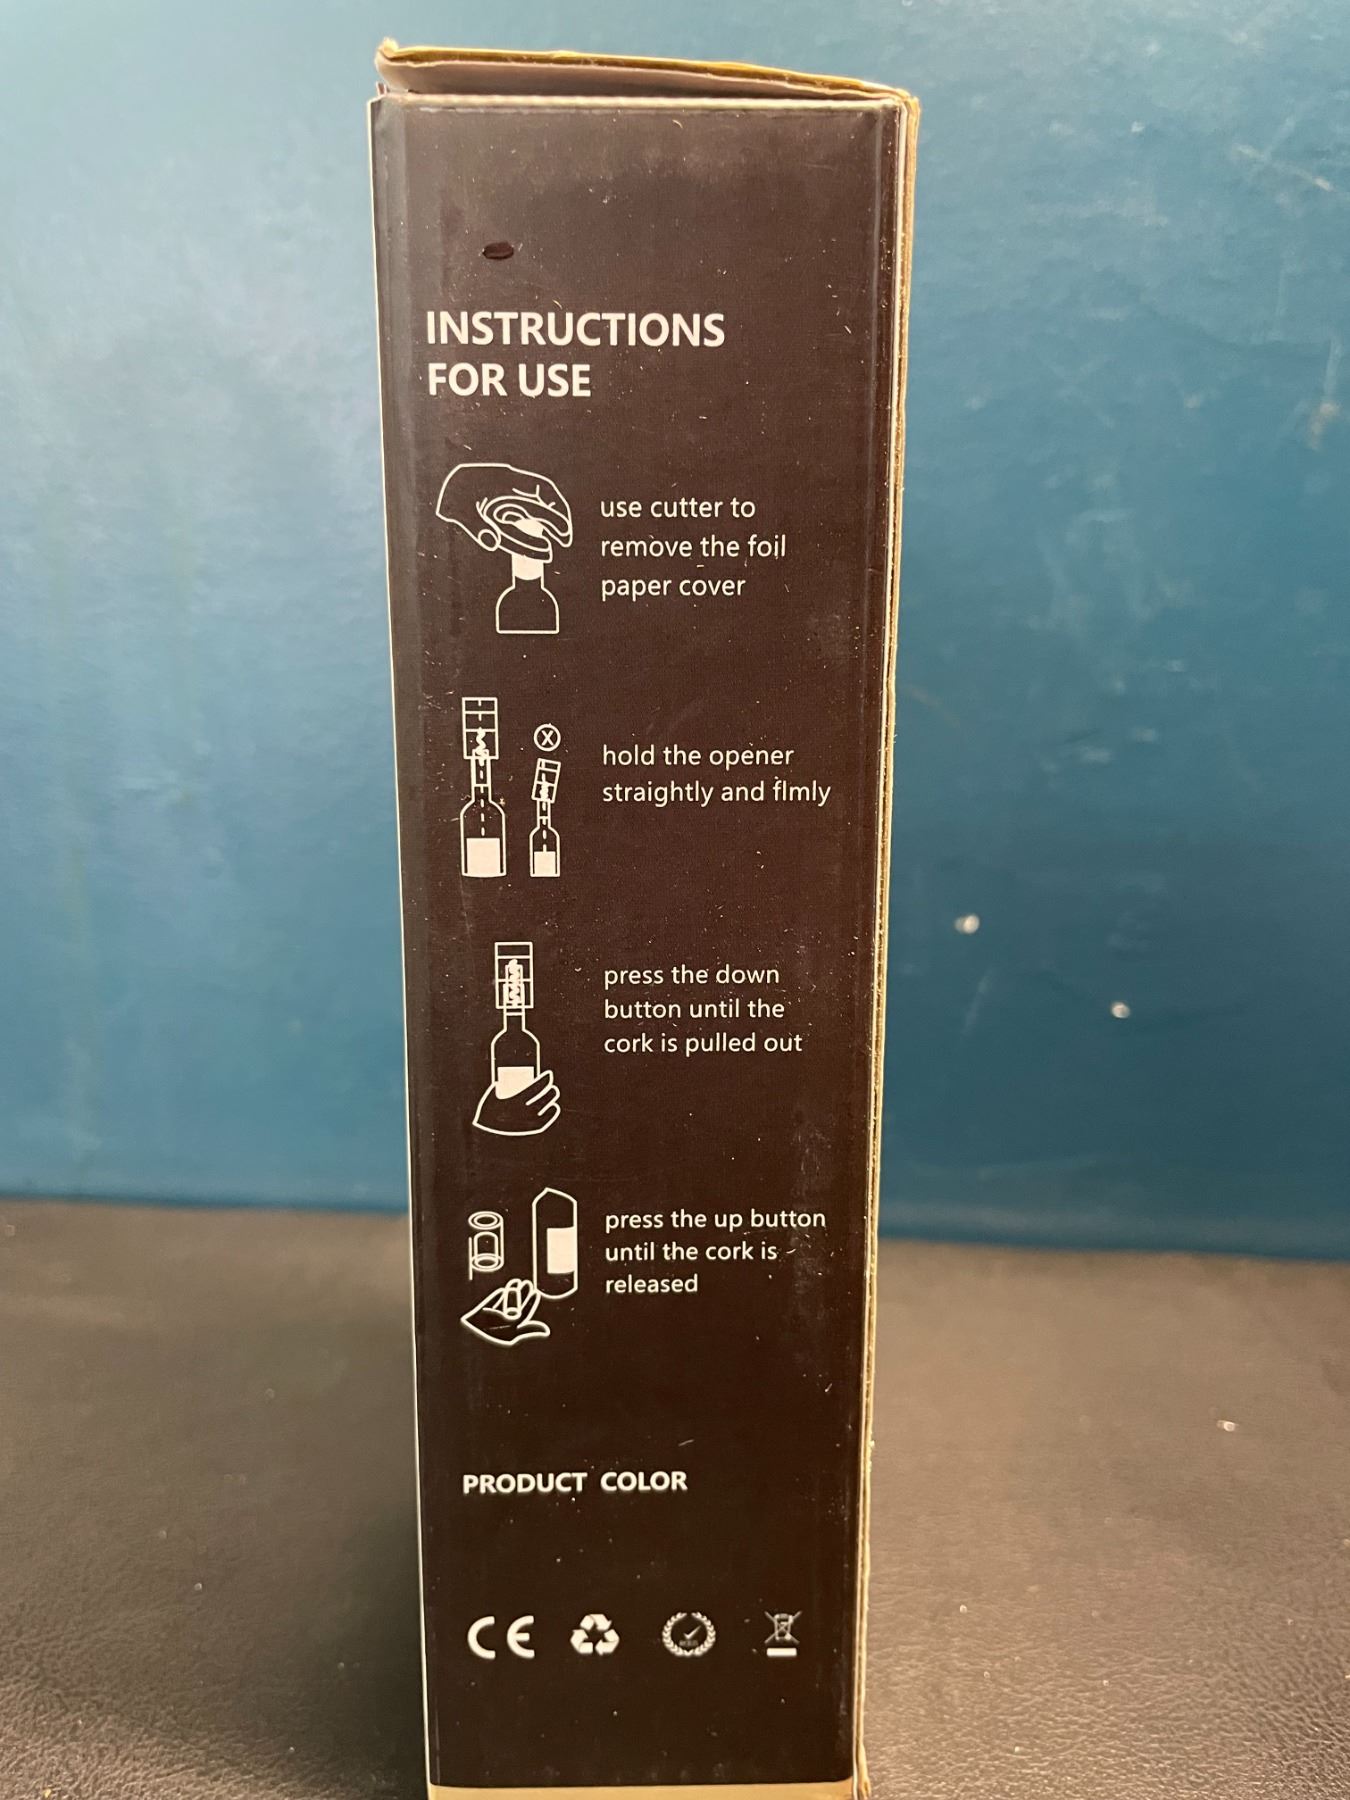 INSTRUCTIONS
FOR USE
use cutter to
remove the foil
paper cover
X
hold the opener
straightly and flmly
press the down
button until the
cork is pulled out
press the up button
until the cork is
released
PRODUCT COLOR
CE